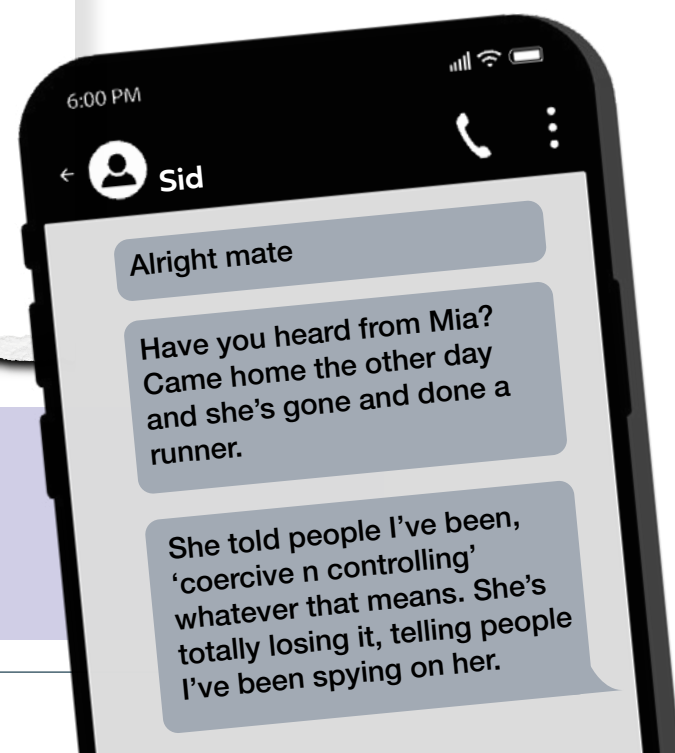 6:00 PM
Sid
Alright mate
Have you heard from Mia?
Came home the other day
and she's gone and done a
runner.
She told people I've been,
‘coercive n controlling’
whatever that means. She's
totally losing it, telling people
I've been spying on her.